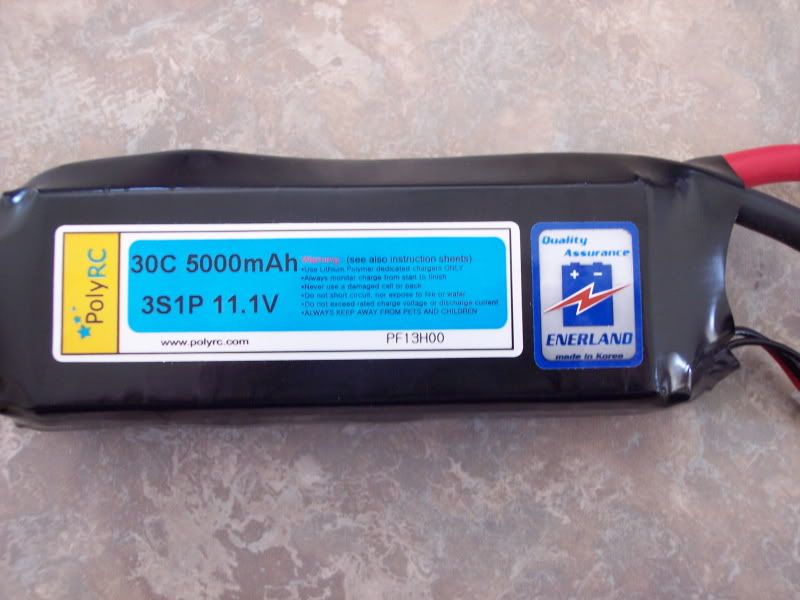 PolyRC
30C 5000mAh
3S1P 11.1V
Warning: (see also instruction sheets)
•Use Lithium Polymer dedicated chargers ONLY
•Always monitor charge from start to finish
•Never use a damaged cell or pack
•Do not short circuit, nor expose to fire or water
•Do not exceed rated charge voltage or discharge current
•ALWAYS KEEP AWAY FROM PETS AND CHILDREN
www.polyrc.com
PF13H00
Quality
Assurance
+ -
ENERLAND
made in Korea